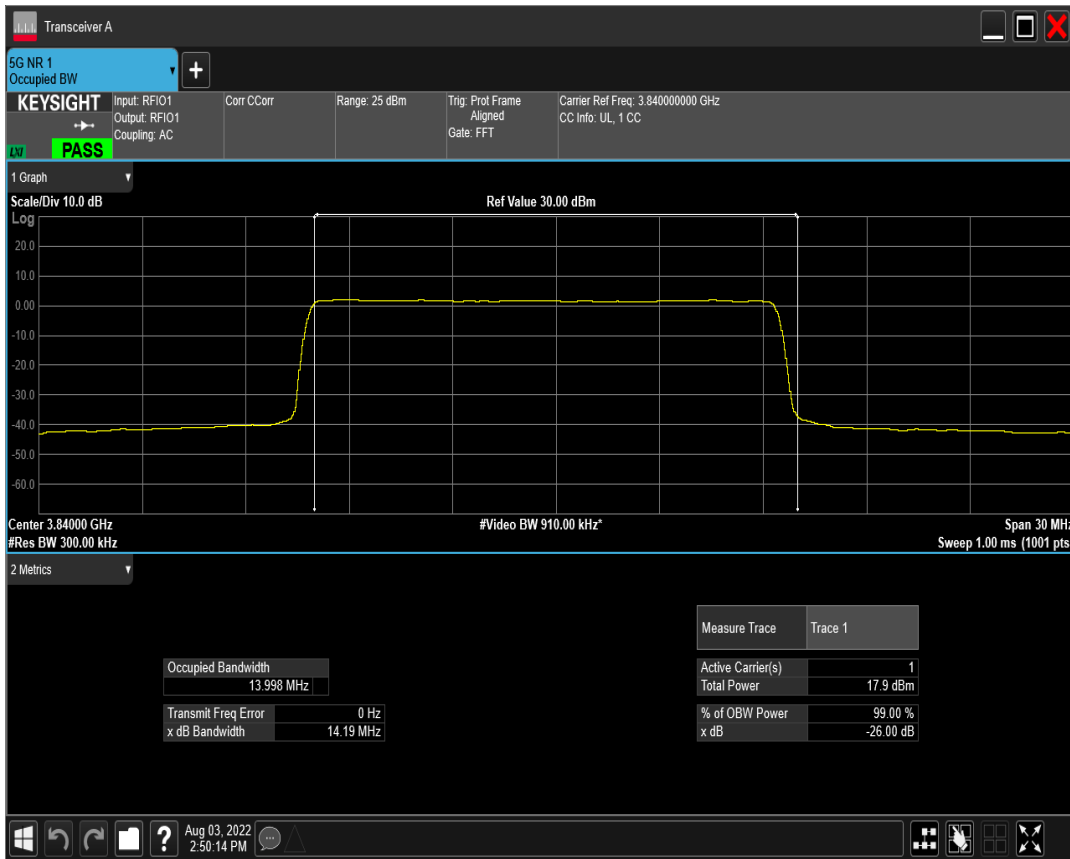 Transceiver A
5G NR 1
Occupied BW
KEYSIGHT
LXI
PASS
Input: RFIO1
Output: RFIO1
Coupling: AC
Corr CCorr
Range: 25 dBm
Trig: Prot Frame
Aligned
Gate: FFT
Carrier Ref Freq: 3.840000000 GHz
CC Info: UL, 1 CC
1 Graph
Scale/Div 10.0 dB
Ref Value 30.00 dBm
Log
20.0
10.0
0.00
-10.0
-20.0
-30.0
-40.0
-50.0
-60.0
Center 3.84000 GHz
#Video BW 910.00 kHz*
Span 30 MHz
#Res BW 300.00 kHz
Sweep 1.00 ms (1001 pts
2 Metrics
Measure Trace Trace 1
Occupied Bandwidth
13.998 MHz
Active Carrier(s) 1
Total Power 17.9 dBm
Transmit Freq Error 0 Hz
x dB Bandwidth 14.19 MHz
% of OBW Power 99.00 %
x dB -26.00 dB
Aug 03, 2022
2:50:14 PM